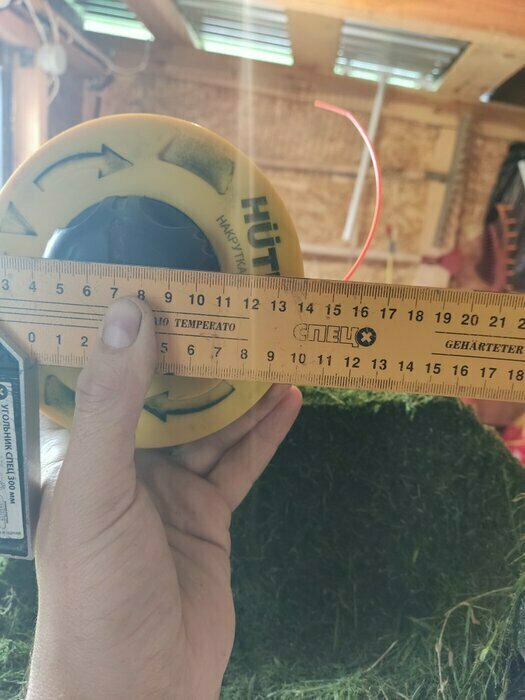 HÜT
НАКРУТКА
3 4 5 6 7 8 9 10 11 12 13 14 15 16 17 18 19 20 21 2
AIO TEMPERATO
СПЕЦ
GEHÄRTETER
0 1 2 5 6 7 8 9 10 11 12 13 14 15 16 17 18
УГОЛЬНИК СПЕЦ 300 мм